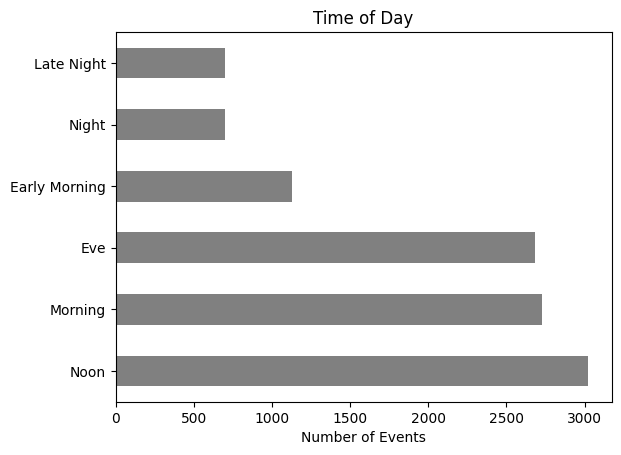 Time of Day
Late Night
Night
Early Morning
Eve
Morning
Noon
0 500 1000 1500 2000 2500 3000
Number of Events